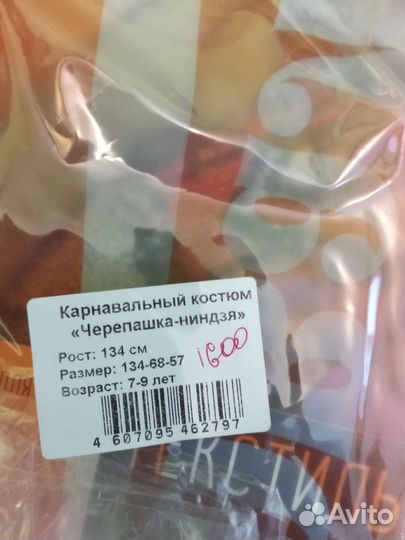 Карнавальный костюм
«Черепашка-ниндзя»
Рост: 134 см
Размер: 134-68-57
Возраст: 7-9 лет
1600
4 607095 462797
ТЕКСТИЛЬ
Avito